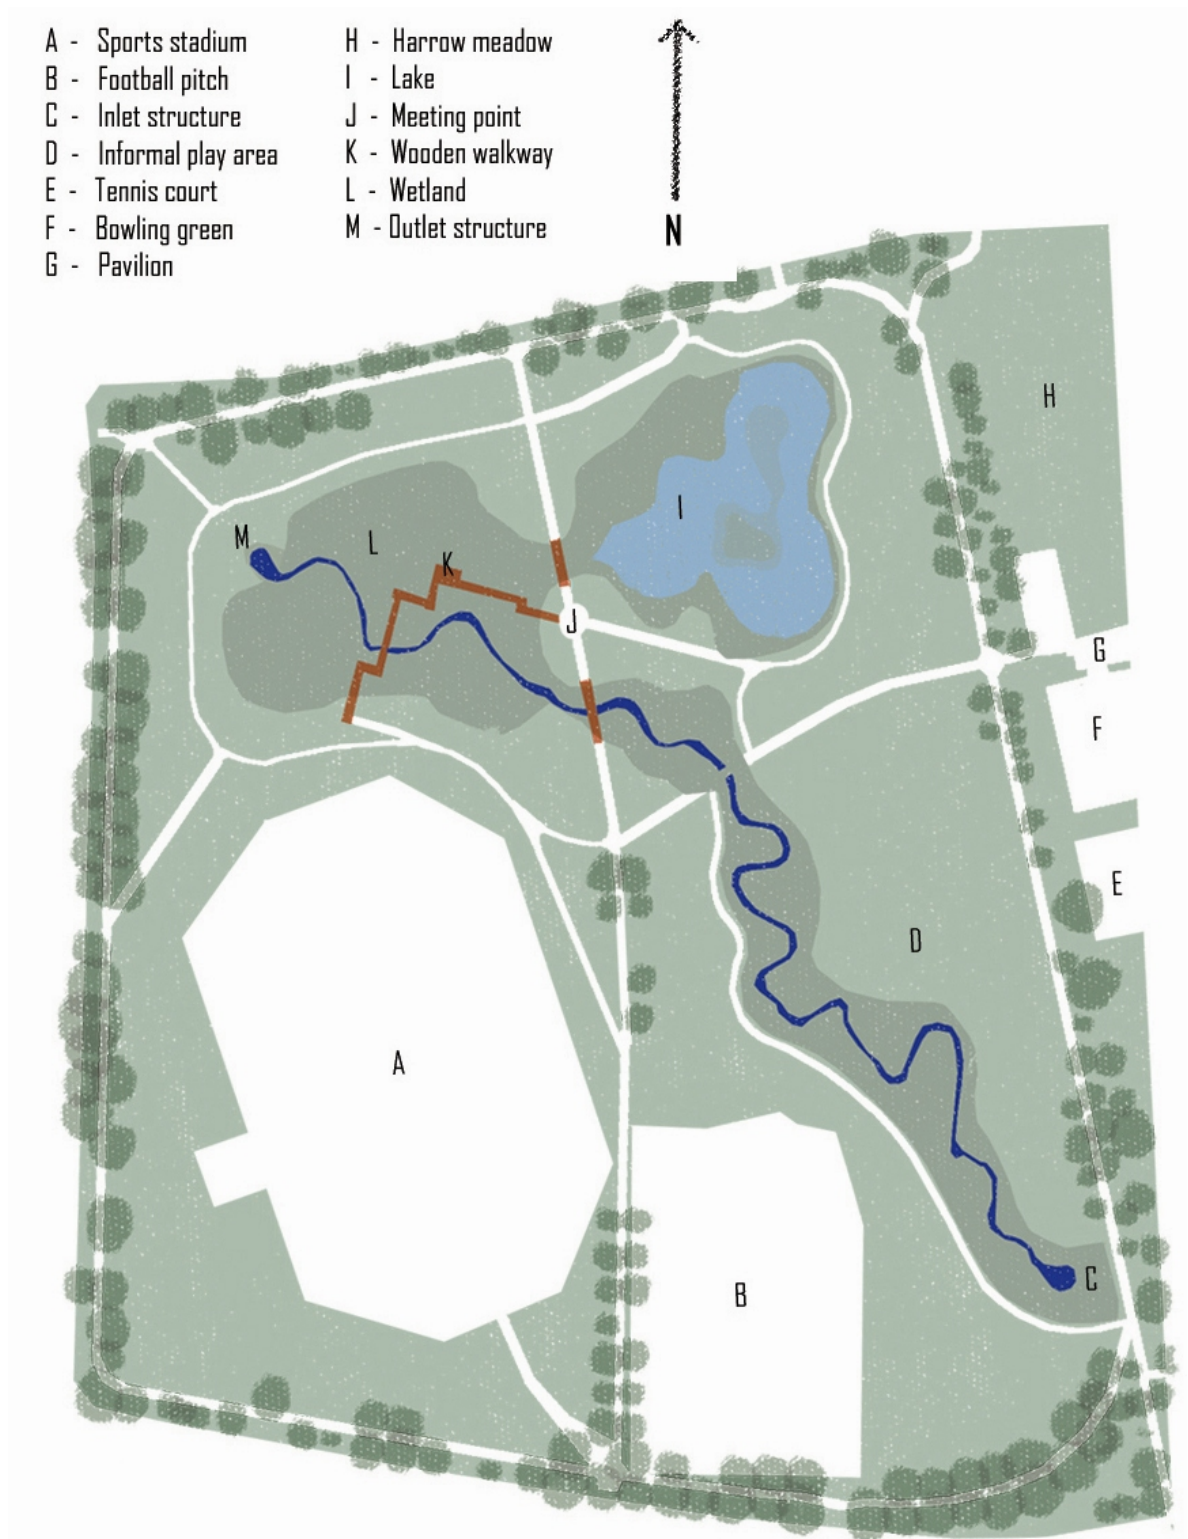 A - Sports stadium
B - Football pitch
C - Inlet structure
D - Informal play area
E - Tennis court
F - Bowling green
G - Pavilion
H - Harrow meadow
I - Lake
J - Meeting point
K - Wooden walkway
L - Wetland
M - Outlet structure
N
H
I
M
L
K
J
G
F
E
D
A
C
B